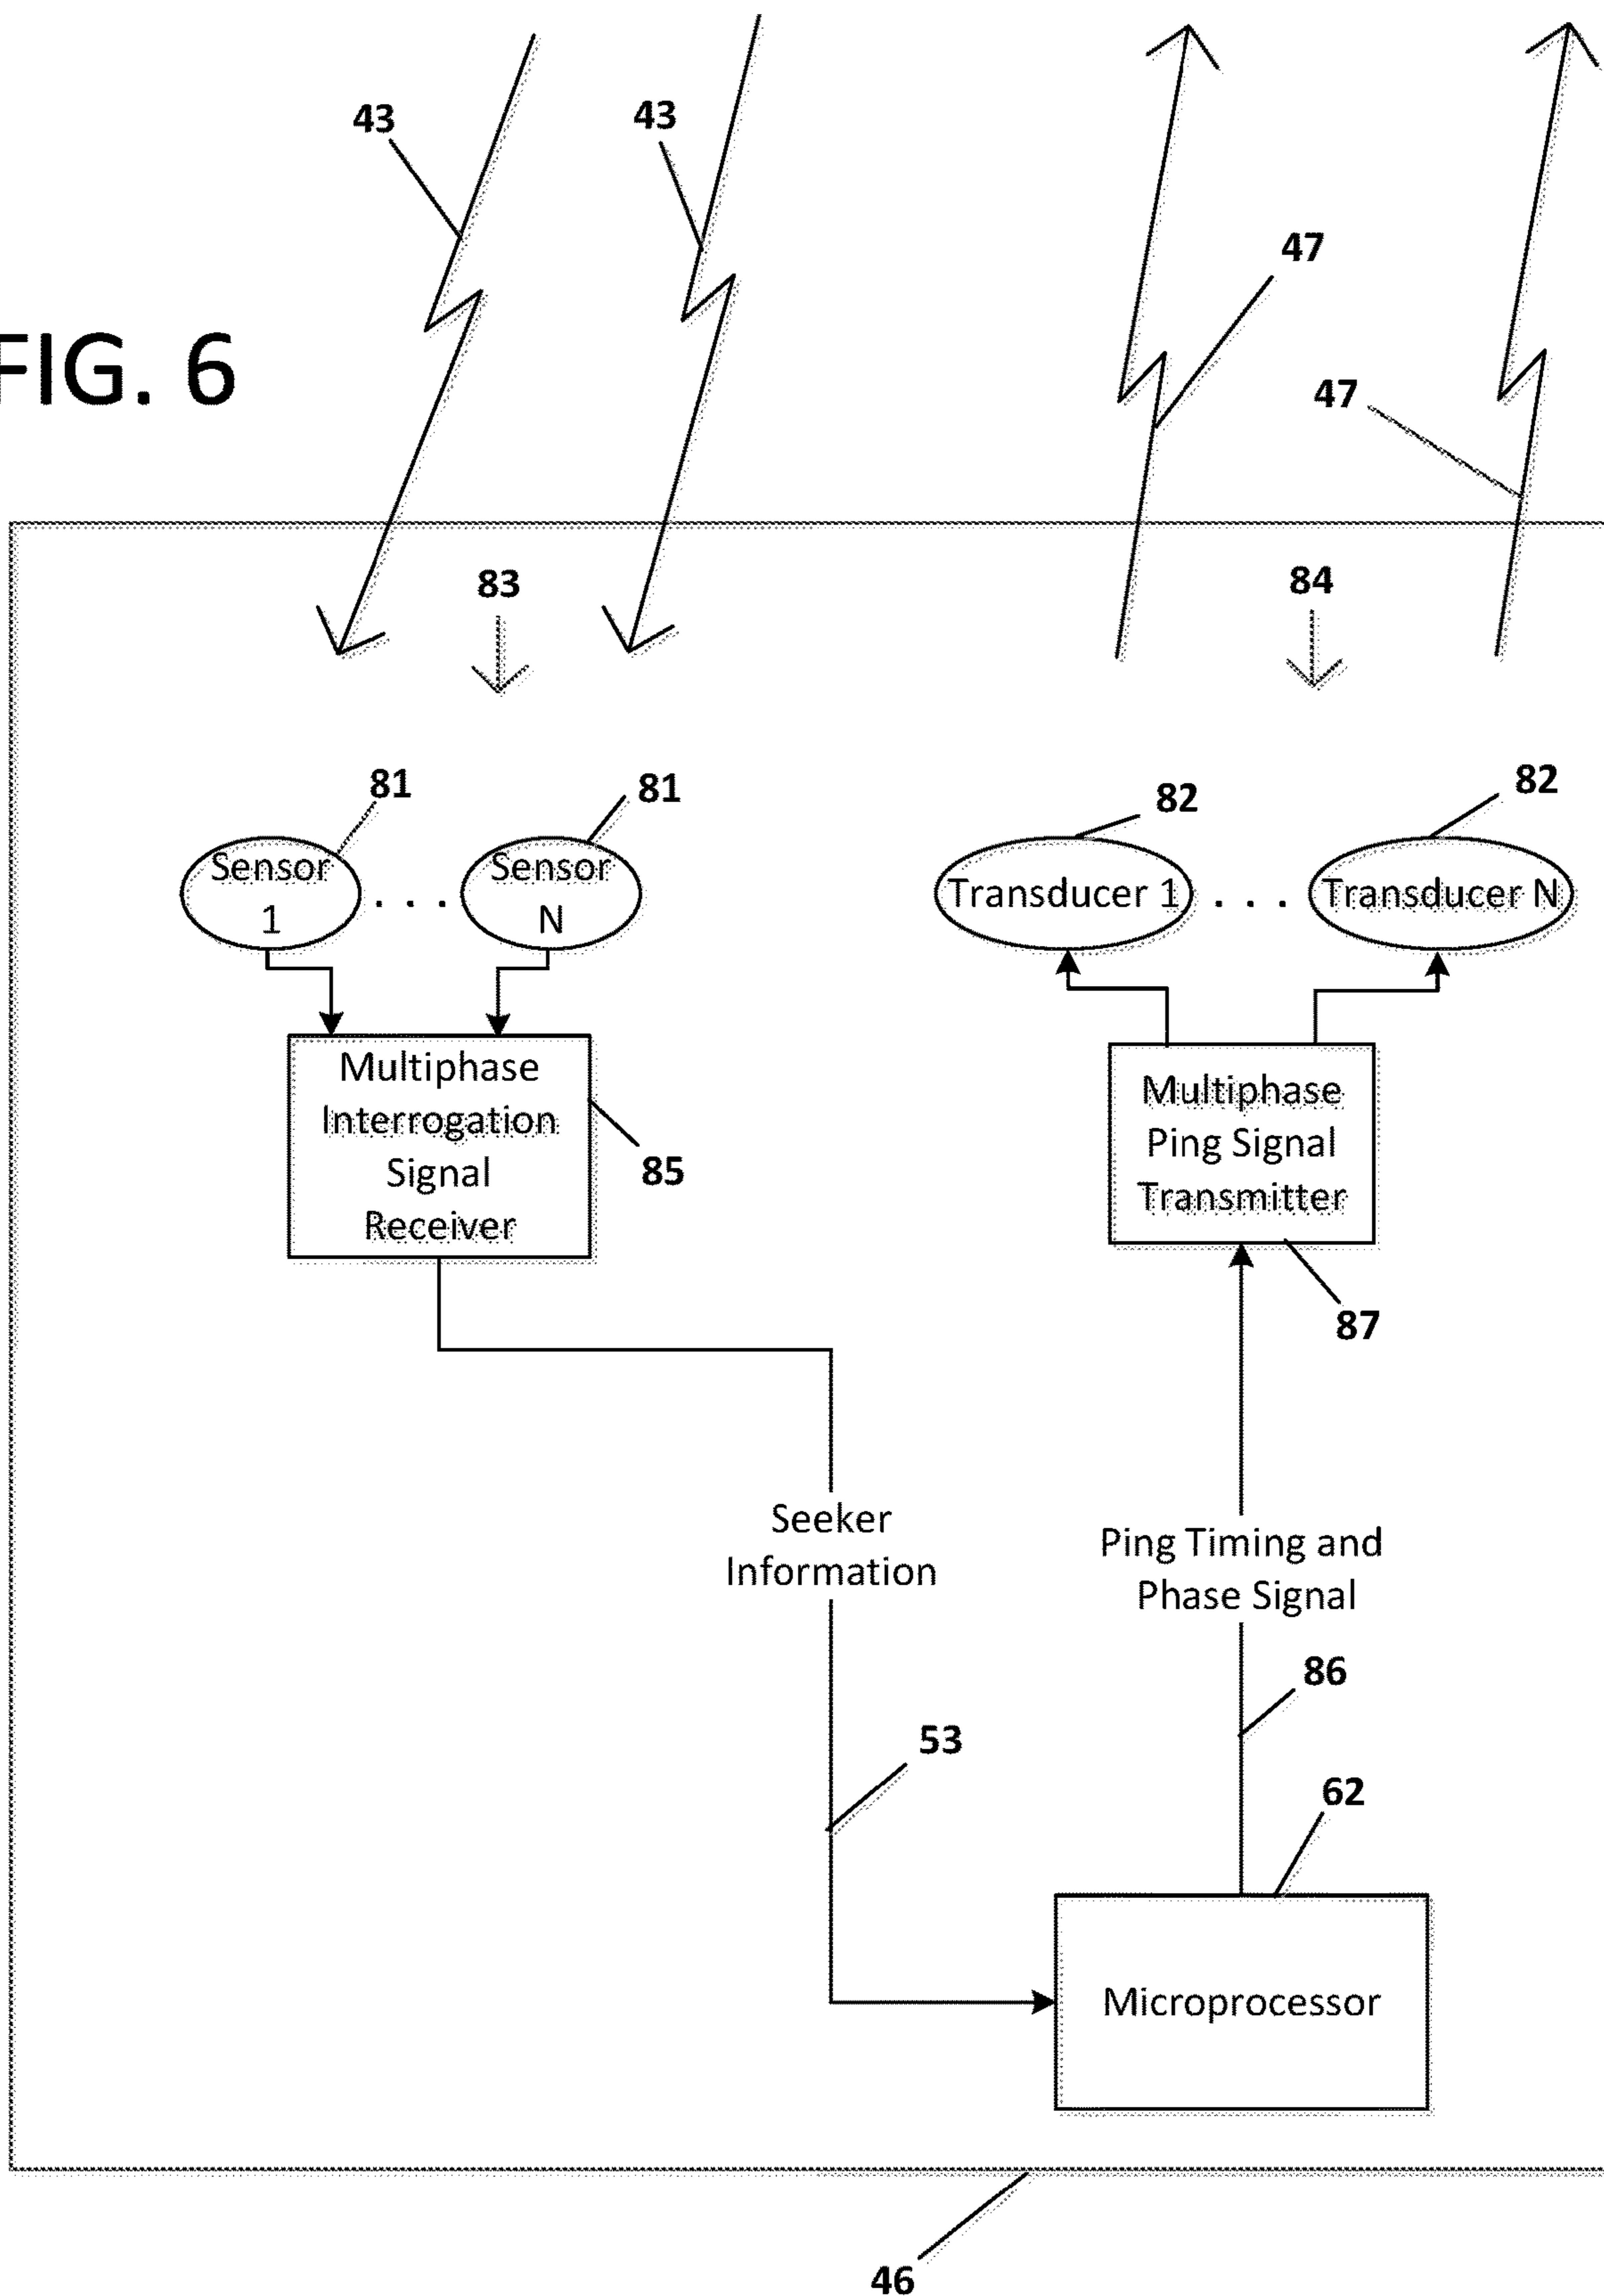 43
43
47
FIG. 6
47
83
84
81
81
82
82
Sensor
1
. . .
Sensor
N
Transducer 1
. . .
Transducer N
Multiphase
Interrogation
Signal
Receiver
85
Multiphase
Ping Signal
Transmitter
87
Seeker
Information
Ping Timing and
Phase Signal
86
53
62
Microprocessor
46